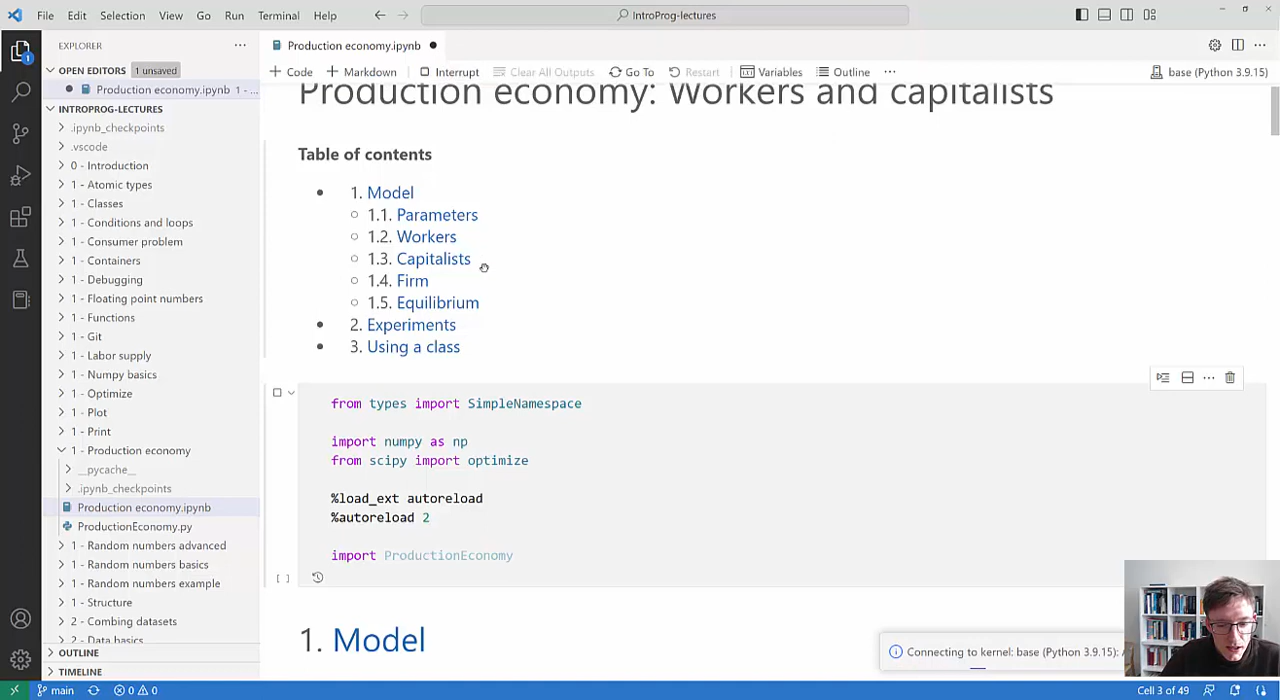 File Edit Selection View Go Run Terminal Help
IntroProg-lectures
EXPLORER
OPEN EDITORS 1 unsaved
Production economy.ipynb 1 - ...
INTROPROG-LECTURES
.ipynb_checkpoints
.vscode
0 - Introduction
1 - Atomic types
1 - Classes
1 - Conditions and loops
1 - Consumer problem
1 - Containers
1 - Debugging
1 - Floating point numbers
1 - Functions
1 - Git
1 - Labor supply
1 - Numpy basics
1 - Optimize
1 - Plot
1 - Print
1 - Production economy
__pycache__
.ipynb_checkpoints
Production economy.ipynb
ProductionEconomy.py
1 - Random numbers advanced
1 - Random numbers basics
1 - Random numbers example
1 - Structure
2 - Combing datasets
2 - Data basics
OUTLINE
TIMELINE
Production economy.ipynb
+ Code + Markdown Interrupt Clear All Outputs Go To Restart Variables Outline ... base (Python 3.9.15)
Production economy: Workers and capitalists
Table of contents
1. Model
1.1. Parameters
1.2. Workers
1.3. Capitalists
1.4. Firm
1.5. Equilibrium
2. Experiments
3. Using a class
from types import SimpleNamespace
import numpy as np
from scipy import optimize
%load_ext autoreload
%autoreload 2
import ProductionEconomy
[ ]
1. Model
Connecting to kernel: base (Python 3.9.15):
main 0 0 Cell 3 of 49